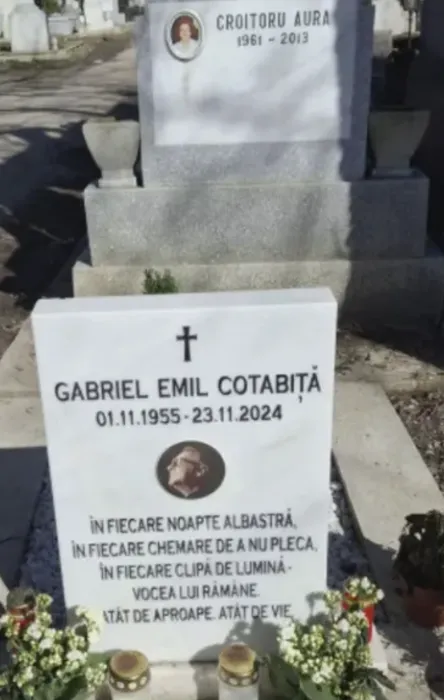 CROITORU AURA
1961 - 2013
GABRIEL EMIL COTABIȚĂ
01.11.1955 - 23.11.2024
ÎN FIECARE NOAPTE ALBASTRĂ,
ÎN FIECARE CHEMARE DE A NU PLECA,
ÎN FIECARE CLIPĂ DE LUMINĂ -
VOCEA LUI RĂMÂNE.
ATÂT DE APROAPE. ATÂT DE VIE.